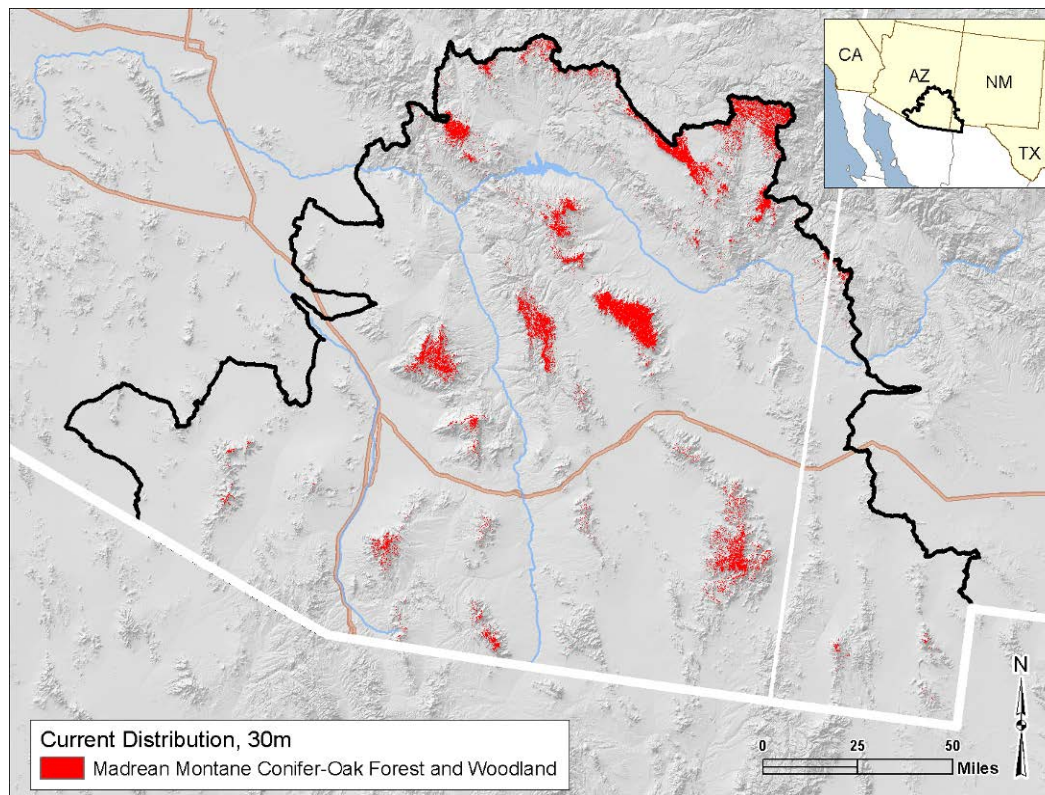 CA
AZ
NM
TX
N
Current Distribution, 30m
Madrean Montane Conifer-Oak Forest and Woodland
0 25 50
Miles